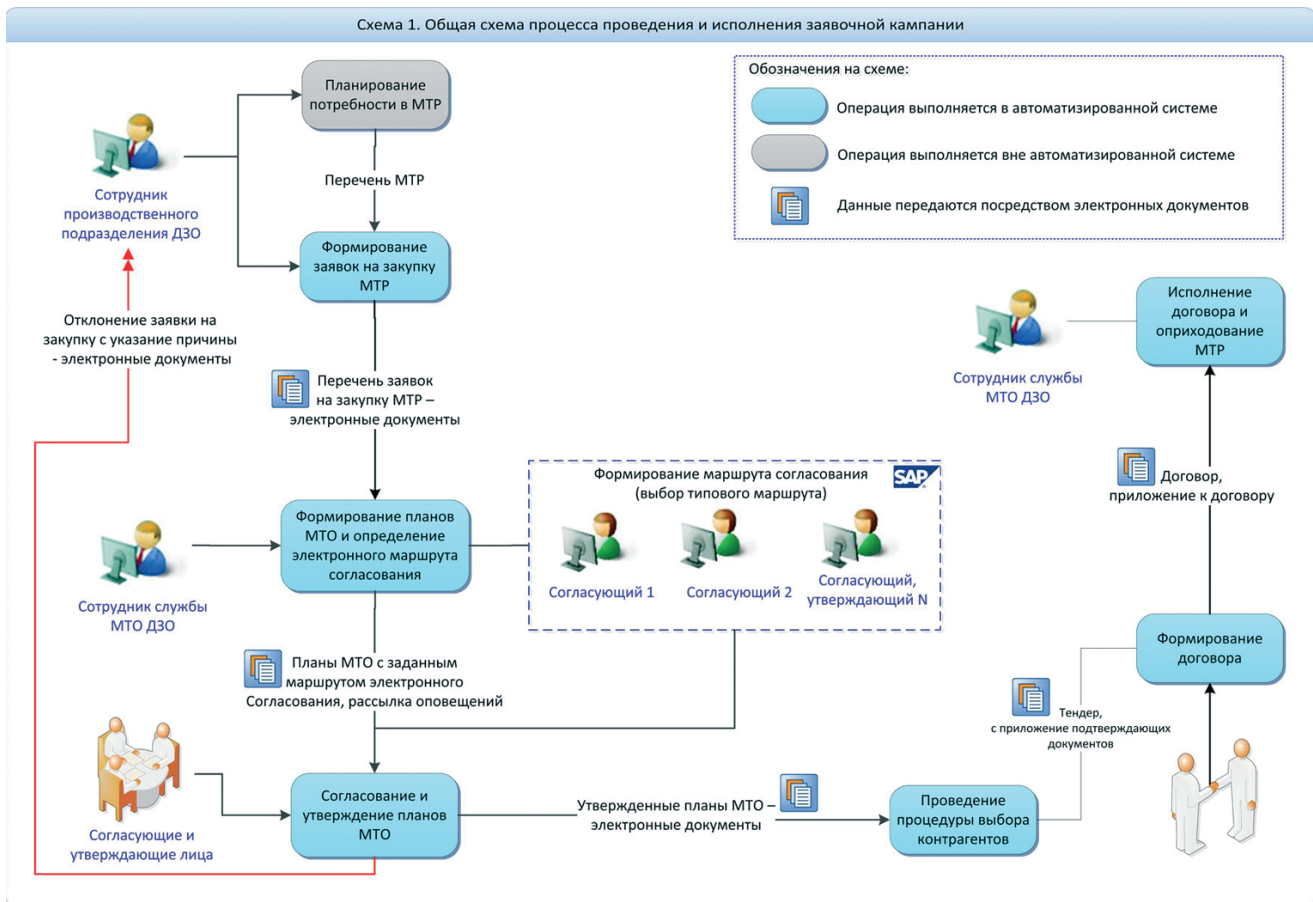 Схема 1. Общая схема процесса проведения и исполнения заявочной кампании
Планирование
потребности в МТР
Обозначения на схеме:
Операция выполняется в автоматизированной системе
Операция выполняется вне автоматизированной системе
Данные передаются посредством электронных документов
Сотрудник
производственного
подразделения ДЗО
Перечень МТР
Формирование
заявок на закупку
МТР
Отклонение заявки на
закупку с указание причины
- электронные документы
Перечень заявок
на закупку МТР –
электронные документы
Сотрудник службы
МТО ДЗО
Исполнение
договора и
оприходование
МТР
Формирование маршрута согласования
(выбор типового маршрута)
SAP
Согласующий 1
Согласующий 2
Согласующий,
утверждающий N
Формирование планов
МТО и определение
электронного маршрута
согласования
Сотрудник службы
МТО ДЗО
Договор,
приложение к договору
Планы МТО с заданным
маршрутом электронного
Согласования, рассылка оповещений
Формирование
договора
Тендер,
с приложение подтверждающих
документов
Согласующие и
утверждающие лица
Согласование и
утверждение планов
МТО
Утвержденные планы МТО –
электронные документы
Проведение
процедуры выбора
контрагентов